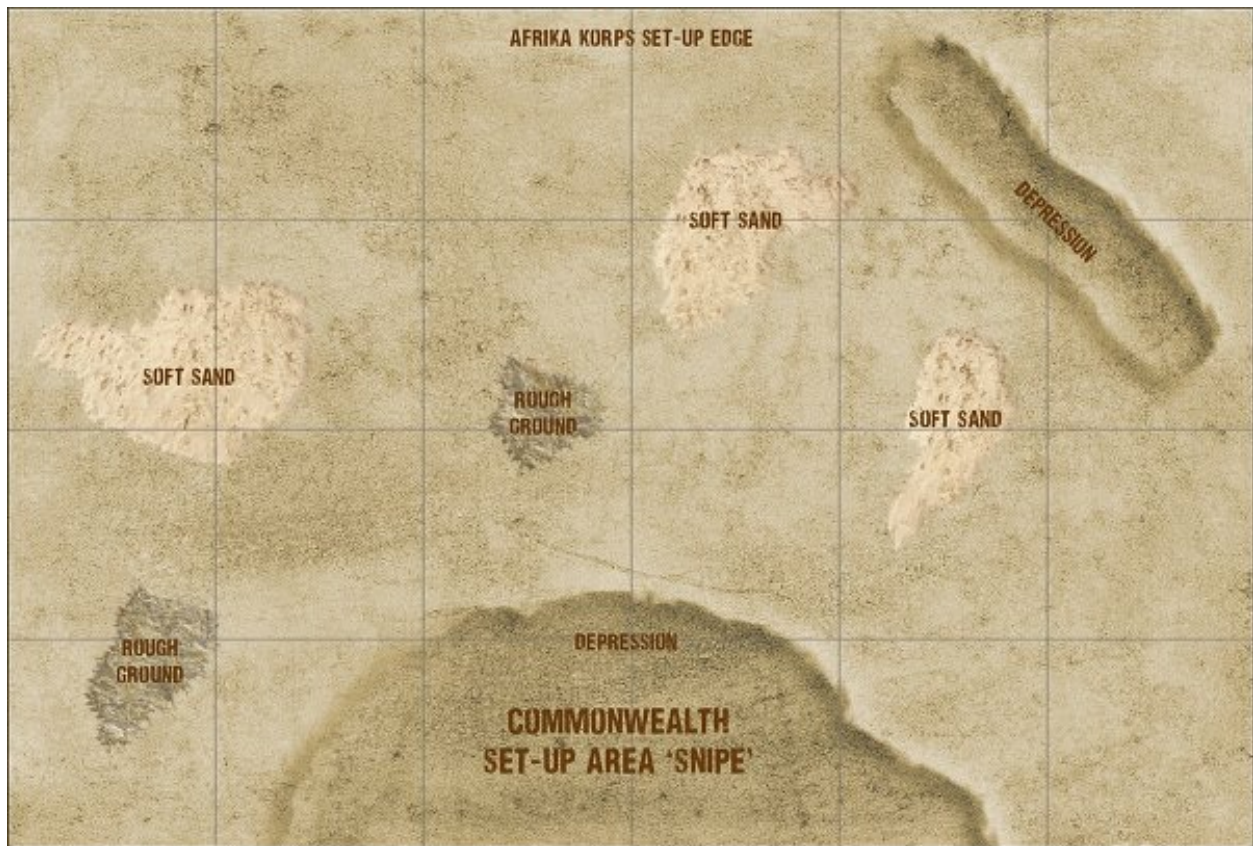 AFRIKA KORPS SET-UP EDGE
DEPRESSION
SOFT SAND
SOFT SAND
ROUGH
GROUND
SOFT SAND
ROUGH
GROUND
DEPRESSION
COMMONWEALTH
SET-UP AREA ‘SNIPE’